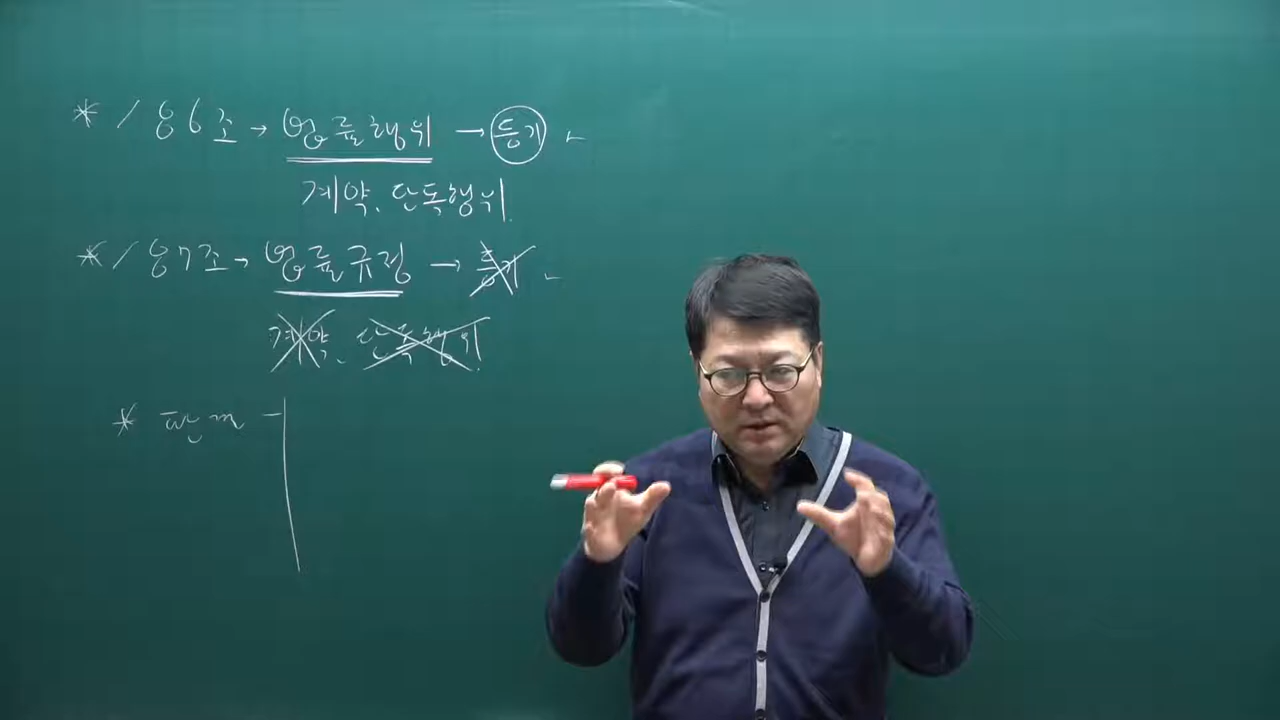 * 186조 → 법률행위 → 등기
계약, 단독행위.
* 187조 → 법률규정 → 등기
계약, 단독행위.
* 판례